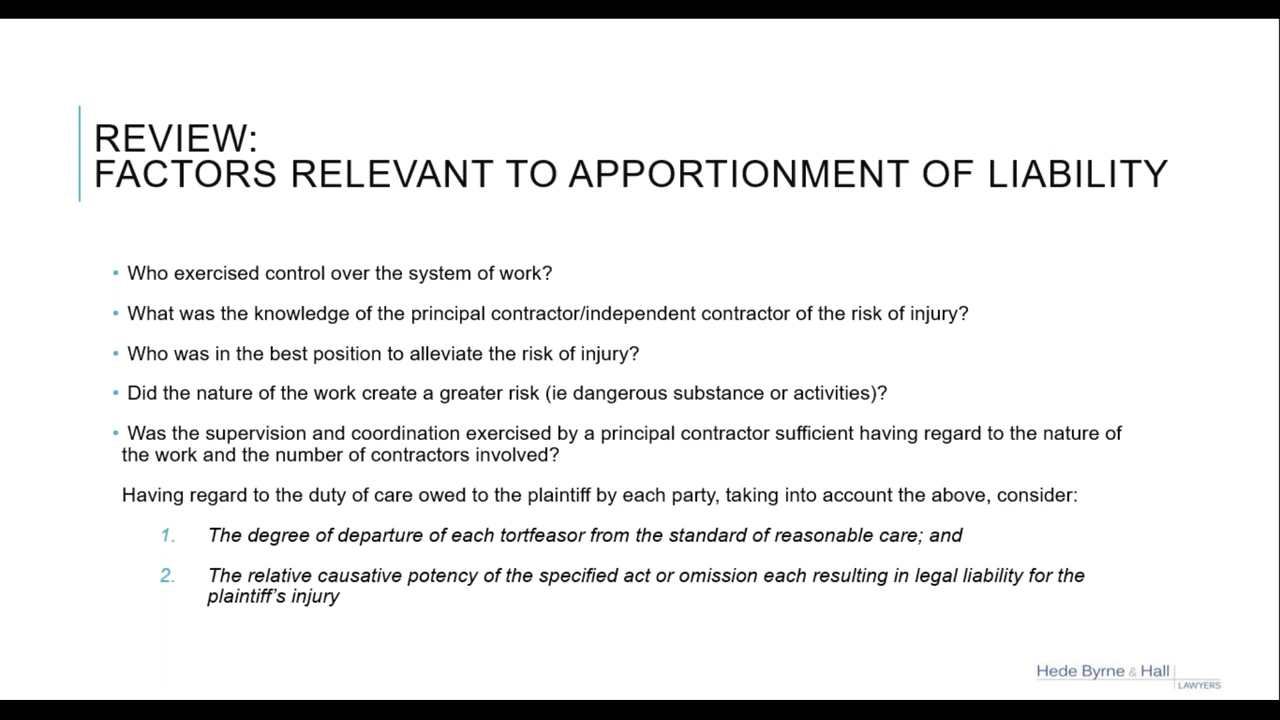 REVIEW:
FACTORS RELEVANT TO APPORTIONMENT OF LIABILITY
• Who exercised control over the system of work?
• What was the knowledge of the principal contractor/independent contractor of the risk of injury?
• Who was in the best position to alleviate the risk of injury?
• Did the nature of the work create a greater risk (ie dangerous substance or activities)?
• Was the supervision and coordination exercised by a principal contractor sufficient having regard to the nature of
the work and the number of contractors involved?
Having regard to the duty of care owed to the plaintiff by each party, taking into account the above, consider:
1. The degree of departure of each tortfeasor from the standard of reasonable care; and
2. The relative causative potency of the specified act or omission each resulting in legal liability for the
plaintiff's injury
Hede Byrne & Hall
LAWYERS